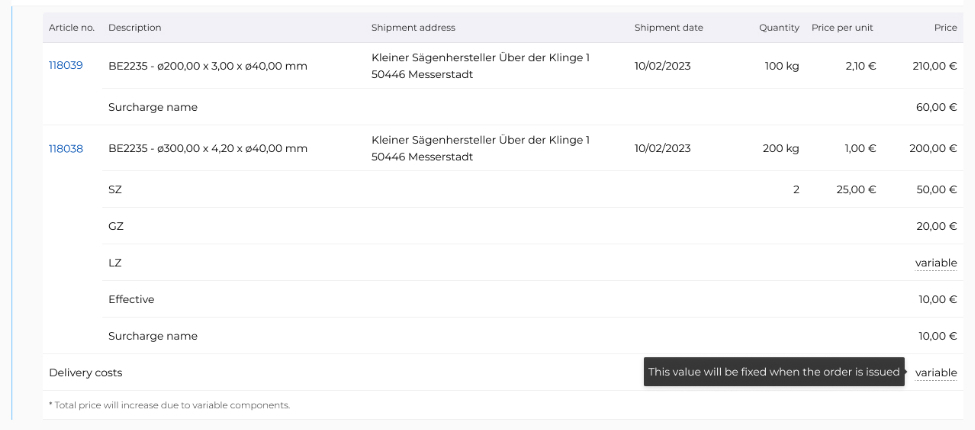 Article no. Description Shipment address Shipment date Quantity Price per unit Price
118039 BE2235 - ø200,00 x 3,00 x ø40,00 mm Kleiner Sägenhersteller Über der Klinge 1 10/02/2023 100 kg 2,10 € 210,00 €
50446 Messerstadt
Surcharge name 60,00 €
118038 BE2235 - ø300,00 x 4,20 x ø40,00 mm Kleiner Sägenhersteller Über der Klinge 1 10/02/2023 200 kg 1,00 € 200,00 €
50446 Messerstadt
SZ 2 25,00 € 50,00 €
GZ 20,00 €
LZ variable
Effective 10,00 €
Surcharge name 10,00 €
Delivery costs This value will be fixed when the order is issued variable
* Total price will increase due to variable components.